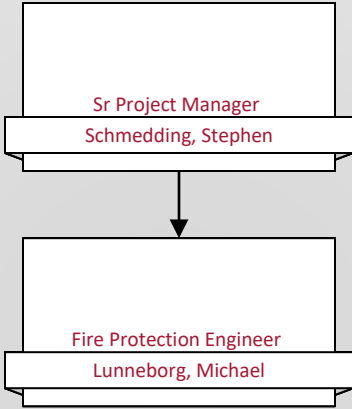 Sr Project Manager
Schmedding, Stephen
Fire Protection Engineer
Lunneborg, Michael